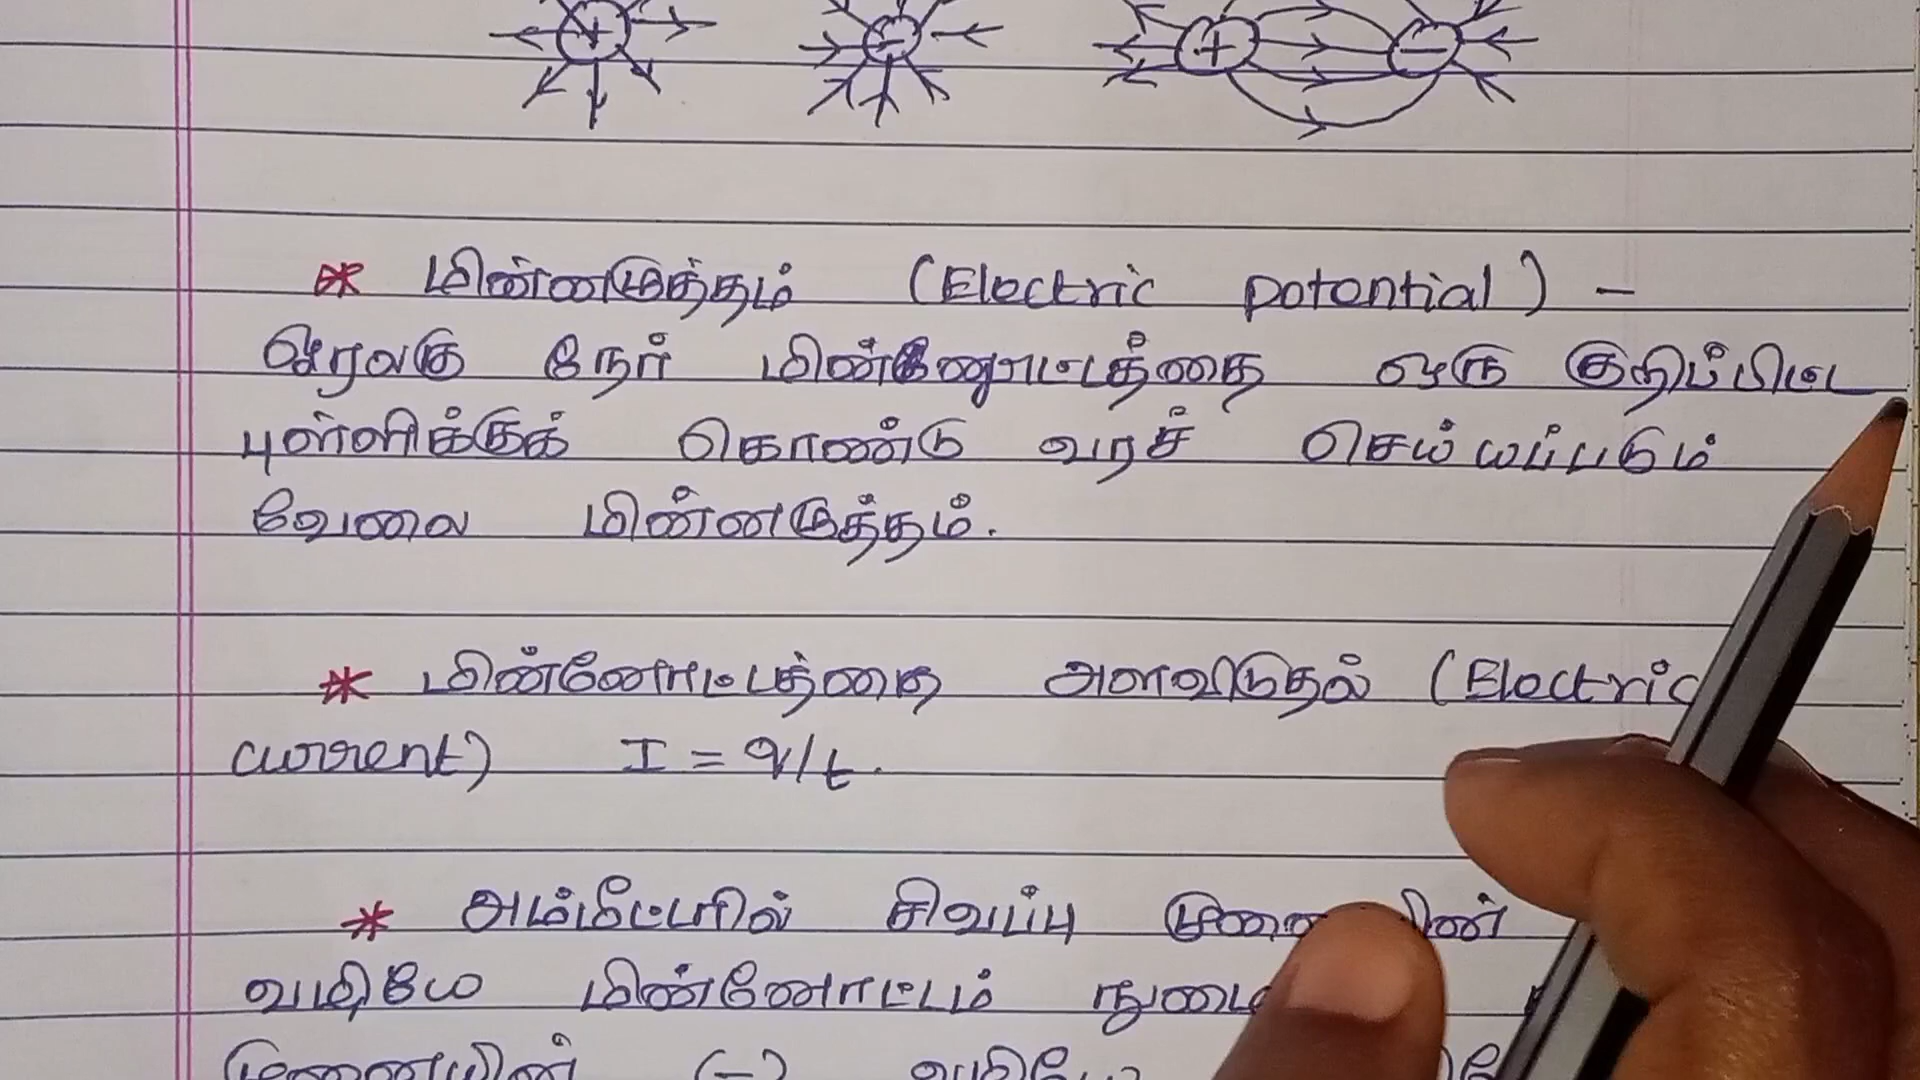 + - + -
* மின்னழுத்தம் (Electric potential) -
ஓரலகு நேர் மின்னோட்டத்தை ஒரு குறிப்பிட்ட
புள்ளிக்குக் கொண்டு வரச் செய்யப்படும்
வேலை மின்னழுத்தம்.
* மின்னோட்டத்தை அளவிடுதல் (Electric
current) I = q/t.
* அம்மீட்டரில் சிவப்பு
வழியே மின்னோட்டம்
முனையின் (-) வழியே